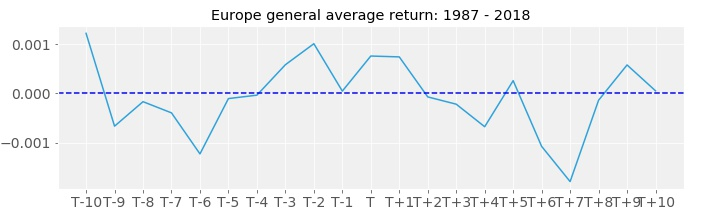 Europe general average return: 1987 - 2018
0.001
0.000
−0.001
T-10 T-9 T-8 T-7 T-6 T-5 T-4 T-3 T-2 T-1 T T+1 T+2 T+3 T+4 T+5 T+6 T+7 T+8 T+9 T+10